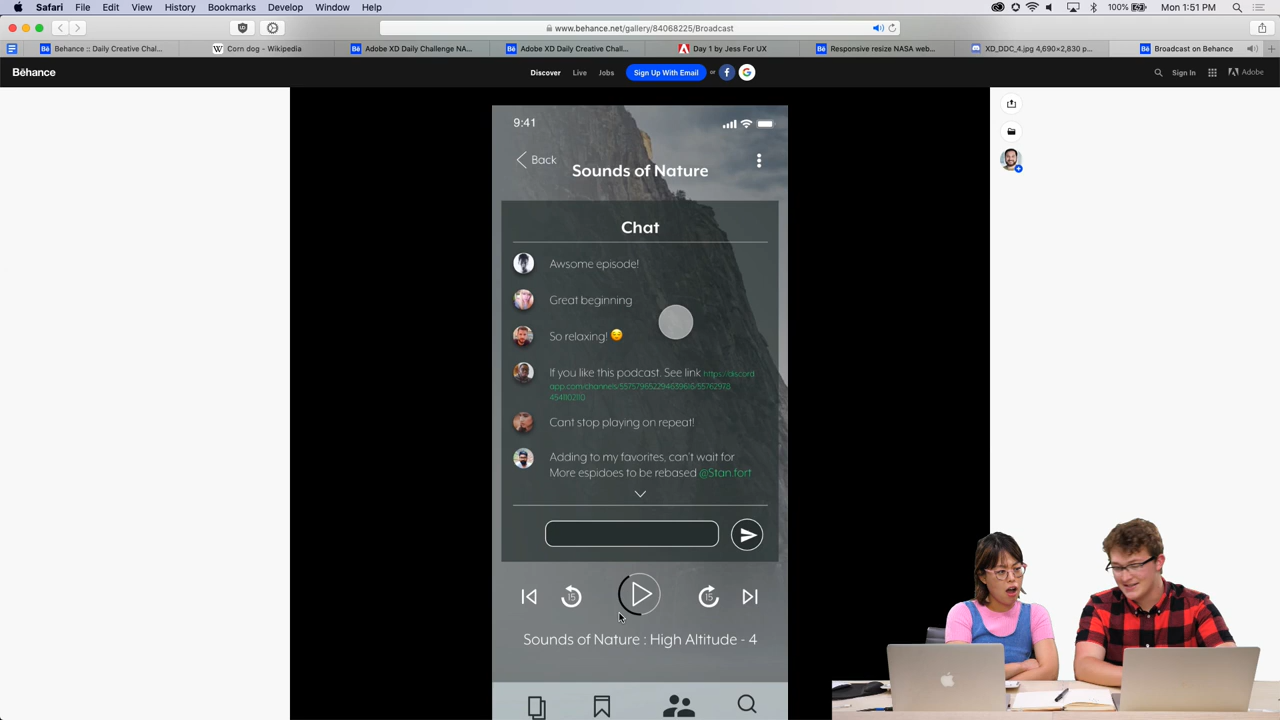 Safari File Edit View History Bookmarks Develop Window Help 100% Mon 1:51 PM
www.behance.net/gallery/84068225/Broadcast
Behance :: Daily Creative Chal... Corn dog - Wikipedia Adobe XD Daily Challenge NA... Adobe XD Daily Creative Chal... Day 1 by Jess For UX Responsive resize NASA web... XD_DDC_4.jpg 4,690×2,830 p... Broadcast on Behance
Bēhance Discover Live Jobs Sign Up With Email or Sign In Adobe
9:41
Back
Sounds of Nature
Chat
Awsome episode!
Great beginning
So relaxing! 😌
If you like this podcast. See link https://discord.
Cant stop playing on repeat!
Adding to my favorites, can't wait for
More espidoes to be rebased @Stan.fort
15 15
Sounds of Nature : High Altitude - 4